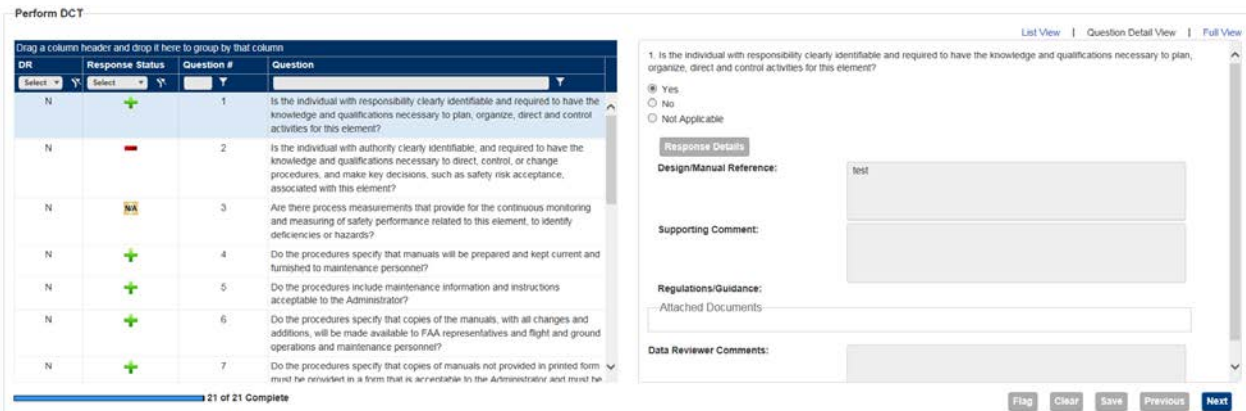 Perform DCT
List View | Question Detail View | Full View
Drag a column header and drop it here to group by that column
DR Response Status Question # Question
Select Select
N 1 Is the individual with responsibility clearly identifiable and required to have the
knowledge and qualifications necessary to plan, organize, direct and control
activities for this element?
N 2 Is the individual with authority clearly identifiable, and required to have the
knowledge and qualifications necessary to direct, control, or change
procedures, and make key decisions, such as safety risk acceptance,
associated with this element?
N N/A 3 Are there process measurements that provide for the continuous monitoring
and measuring of safety performance related to this element, to identify
deficiencies or hazards?
N 4 Do the procedures specify that manuals will be prepared and kept current and
furnished to maintenance personnel?
N 5 Do the procedures include maintenance information and instructions
acceptable to the Administrator?
N 6 Do the procedures specify that copies of the manuals, with all changes and
additions, will be made available to FAA representatives and flight and ground
operations and maintenance personnel?
N 7 Do the procedures specify that copies of manuals not provided in printed form
must be provided in a form that is acceptable to the Administrator and must be
21 of 21 Complete
1. Is the individual with responsibility clearly identifiable and required to have the knowledge and qualifications necessary to plan,
organize, direct and control activities for this element?
Yes
No
Not Applicable
Response Details
Design/Manual Reference:
test
Supporting Comment:
Regulations/Guidance:
Attached Documents
Data Reviewer Comments:
Flag Clear Save Previous Next